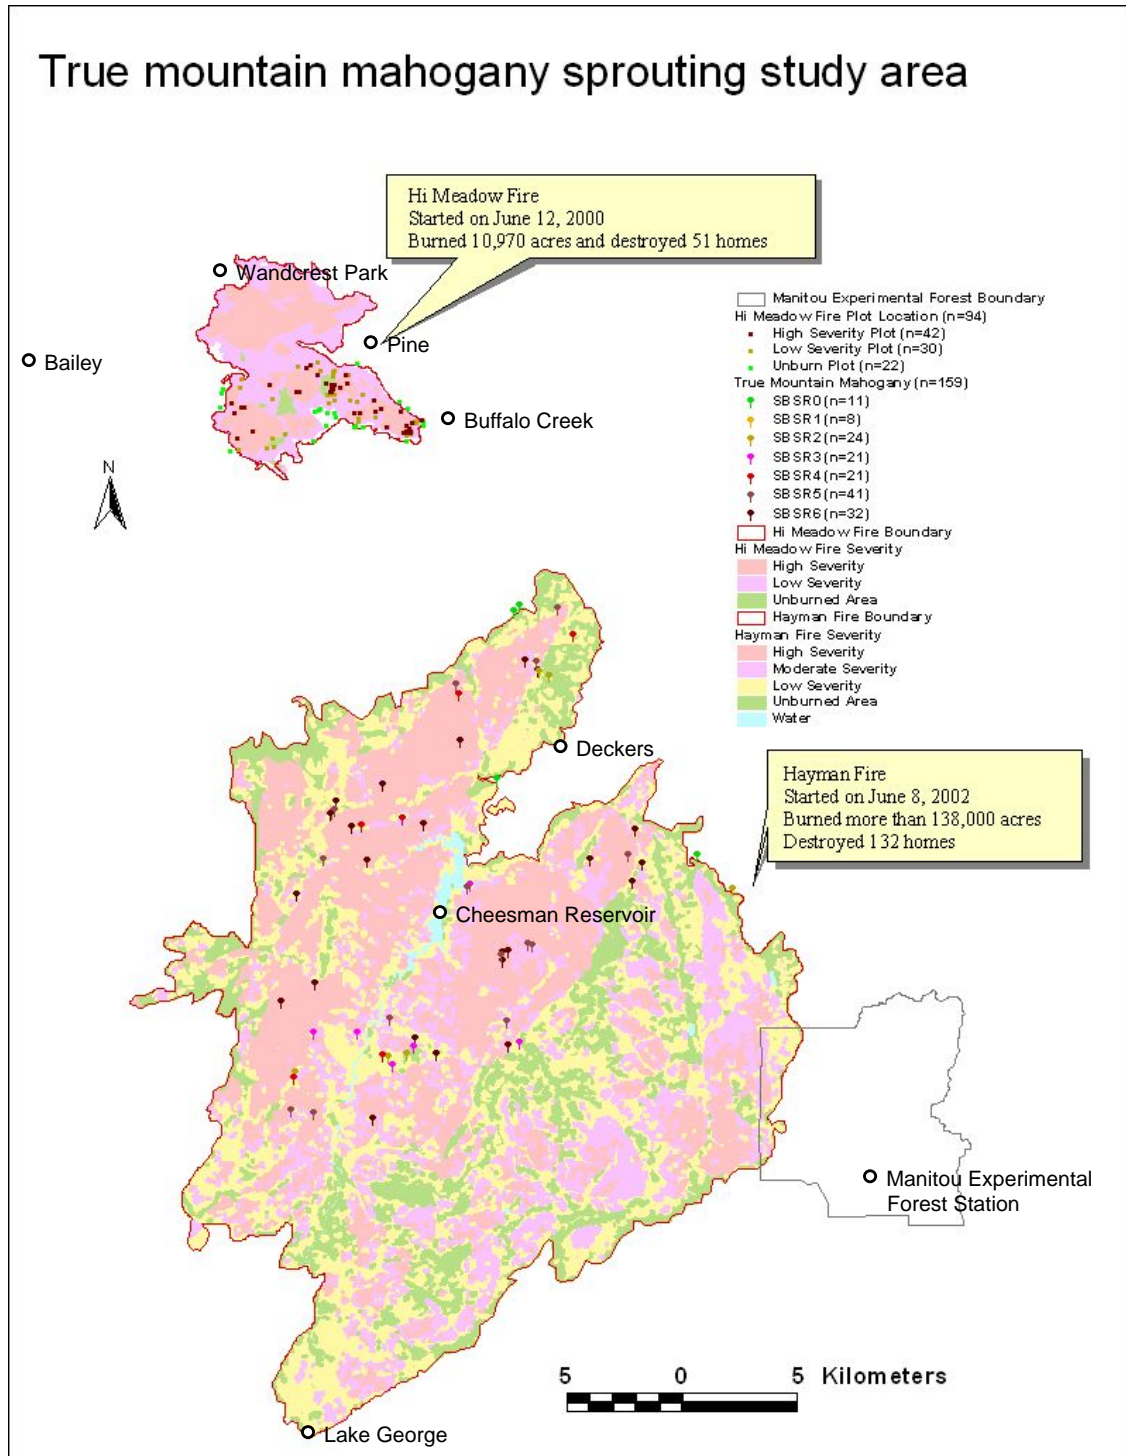 True mountain mahogany sprouting study area
Hi Meadow Fire
Started on June 12, 2000
Burned 10,970 acres and destroyed 51 homes
Wandcrest Park
Pine
Bailey
Buffalo Creek
N
Manitou Experimental Forest Boundary
Hi Meadow Fire Plot Location (n=94)
High Severity Plot (n=42)
Low Severity Plot (n=30)
Unburn Plot (n=22)
True Mountain Mahogany (n=159)
SBSR0 (n=11)
SBSR1 (n=8)
SBSR2 (n=24)
SBSR3 (n=21)
SBSR4 (n=21)
SBSR5 (n=41)
SBSR6 (n=32)
Hi Meadow Fire Boundary
Hi Meadow Fire Severity
High Severity
Low Severity
Unburned Area
Hayman Fire Boundary
Hayman Fire Severity
High Severity
Moderate Severity
Low Severity
Unburned Area
Water
Deckers
Hayman Fire
Started on June 8, 2002
Burned more than 138,000 acres
Destroyed 132 homes
Cheesman Reservoir
Manitou Experimental
Forest Station
5 0 5 Kilometers
Lake George